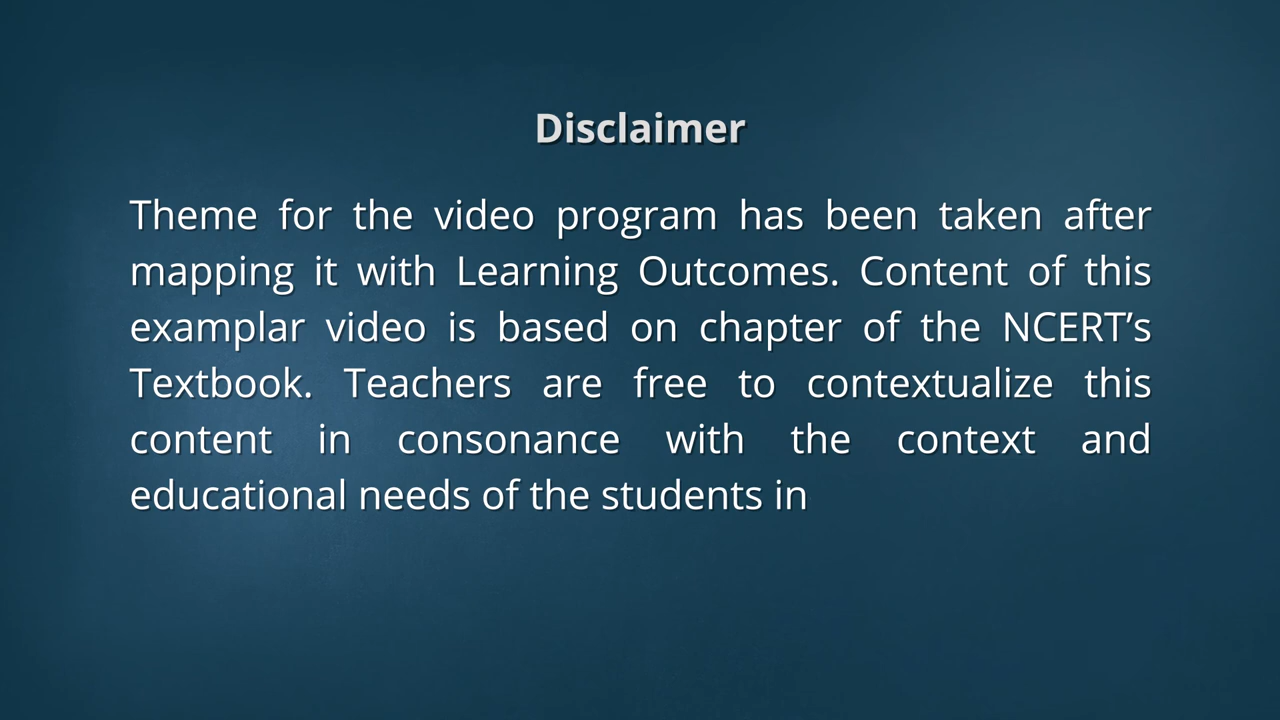 Disclaimer
Theme for the video program has been taken after
mapping it with Learning Outcomes. Content of this
examplar video is based on chapter of the NCERT’s
Textbook. Teachers are free to contextualize this
content in consonance with the context and
educational needs of the students in